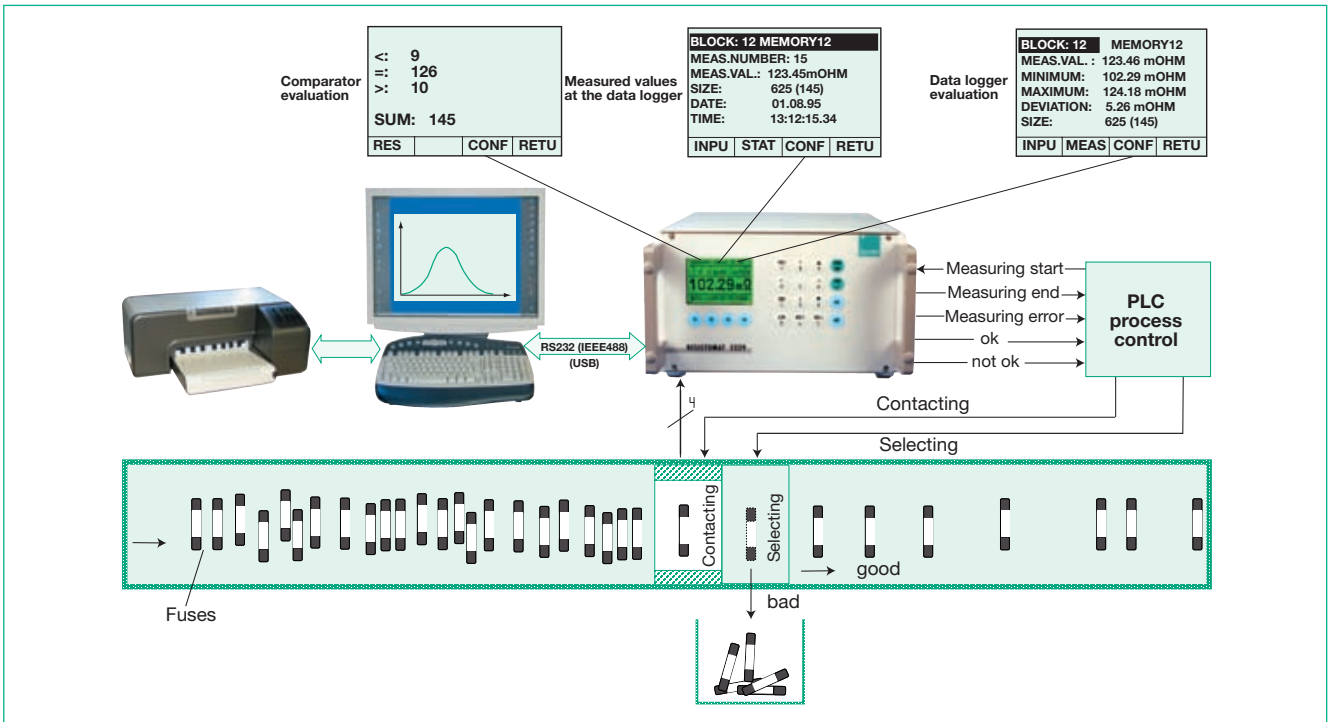 Comparator
evaluation
<: 9
=: 126
>: 10
SUM: 145
RES CONF RETU
Measured values
at the data logger
BLOCK: 12 MEMORY12
MEAS.NUMBER: 15
MEAS.VAL.: 123.45mOHM
SIZE: 625 (145)
DATE: 01.08.95
TIME: 13:12:15.34
INPU STAT CONF RETU
Data logger
evaluation
BLOCK: 12 MEMORY12
MEAS.VAL. : 123.46 mOHM
MINIMUM: 102.29 mOHM
MAXIMUM: 124.18 mOHM
DEVIATION: 5.26 mOHM
SIZE: 625 (145)
INPU MEAS CONF RETU
RS232 (IEEE488)
(USB)
102.29mΩ
Measuring start
Measuring end
Measuring error
ok
not ok
PLC
process
control
4
Contacting
Selecting
Contacting
Selecting
good
Fuses
bad